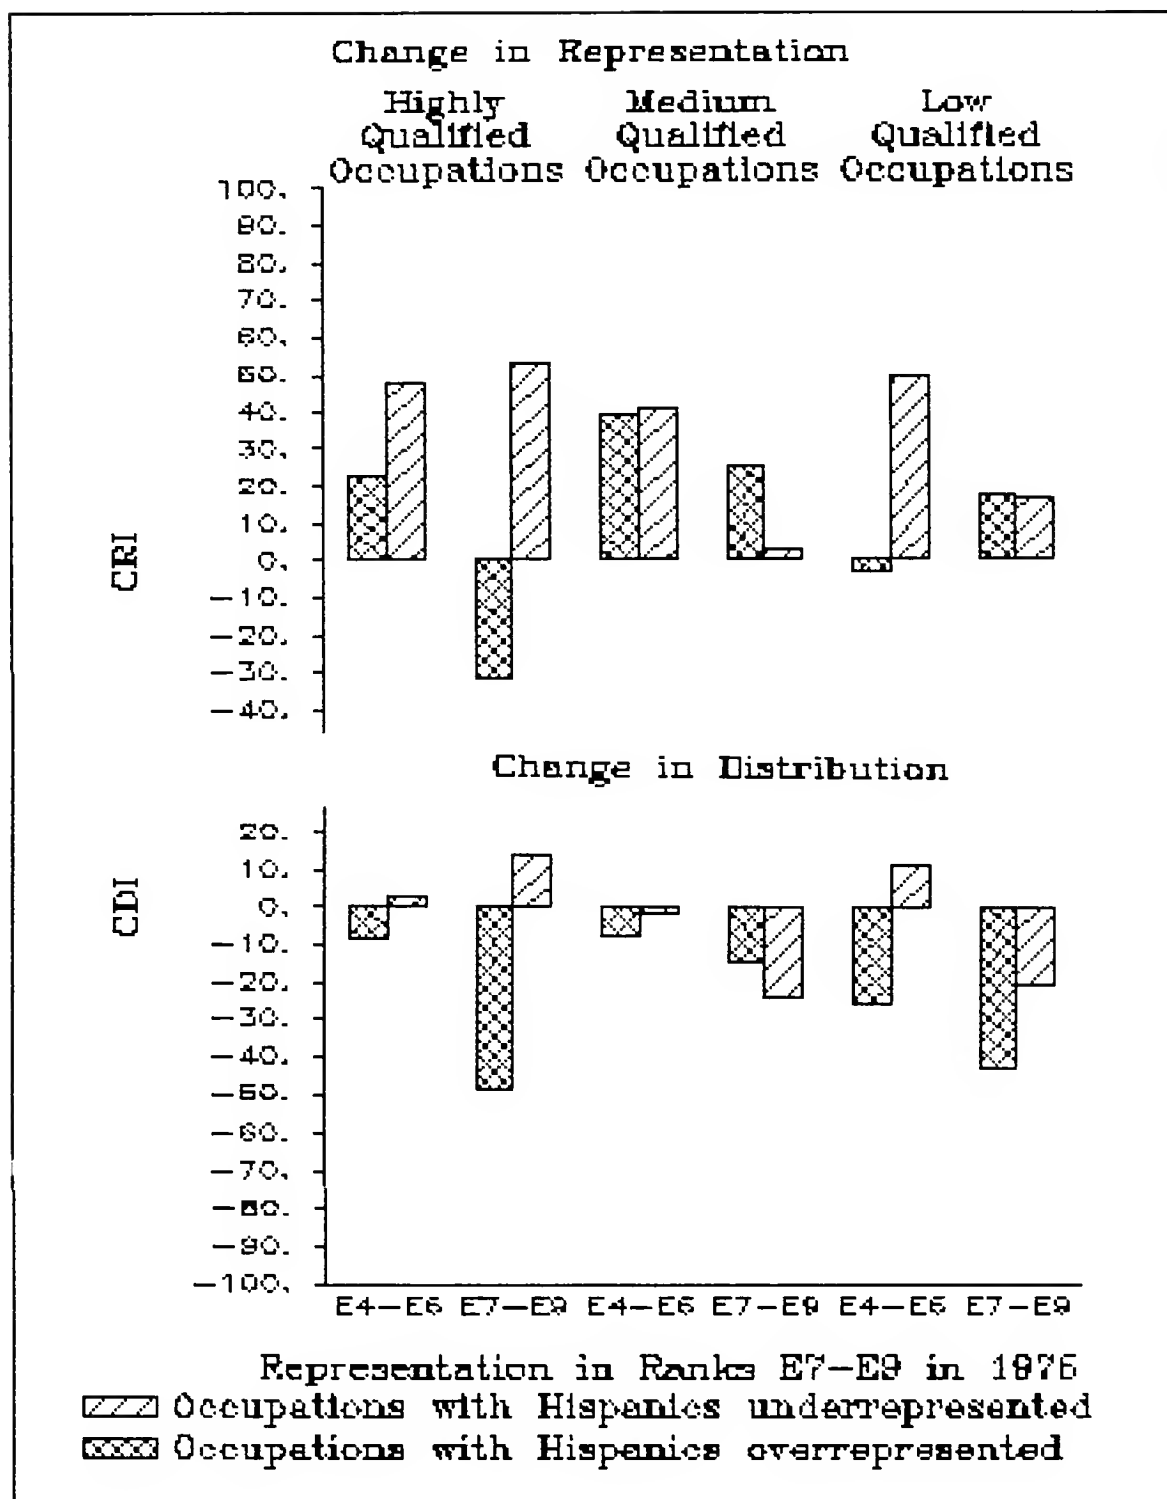 Change in Representation
Highly Medium Low
Qualified Qualified Qualified
Occupations Occupations Occupations
100.
90.
80.
70.
60.
50.
40.
30.
20.
10.
0.
-10.
-20.
-30.
-40.
CRI
Change in Distribution
20.
10.
0.
-10.
-20.
-30.
-40.
-50.
-60.
-70.
-80.
-90.
-100.
CDI
E4-E6 E7-E9 E4-E6 E7-E9 E4-E6 E7-E9
Representation in Ranks E7-E9 in 1976
Occupations with Hispanics underrepresented
Occupations with Hispanics overrepresented